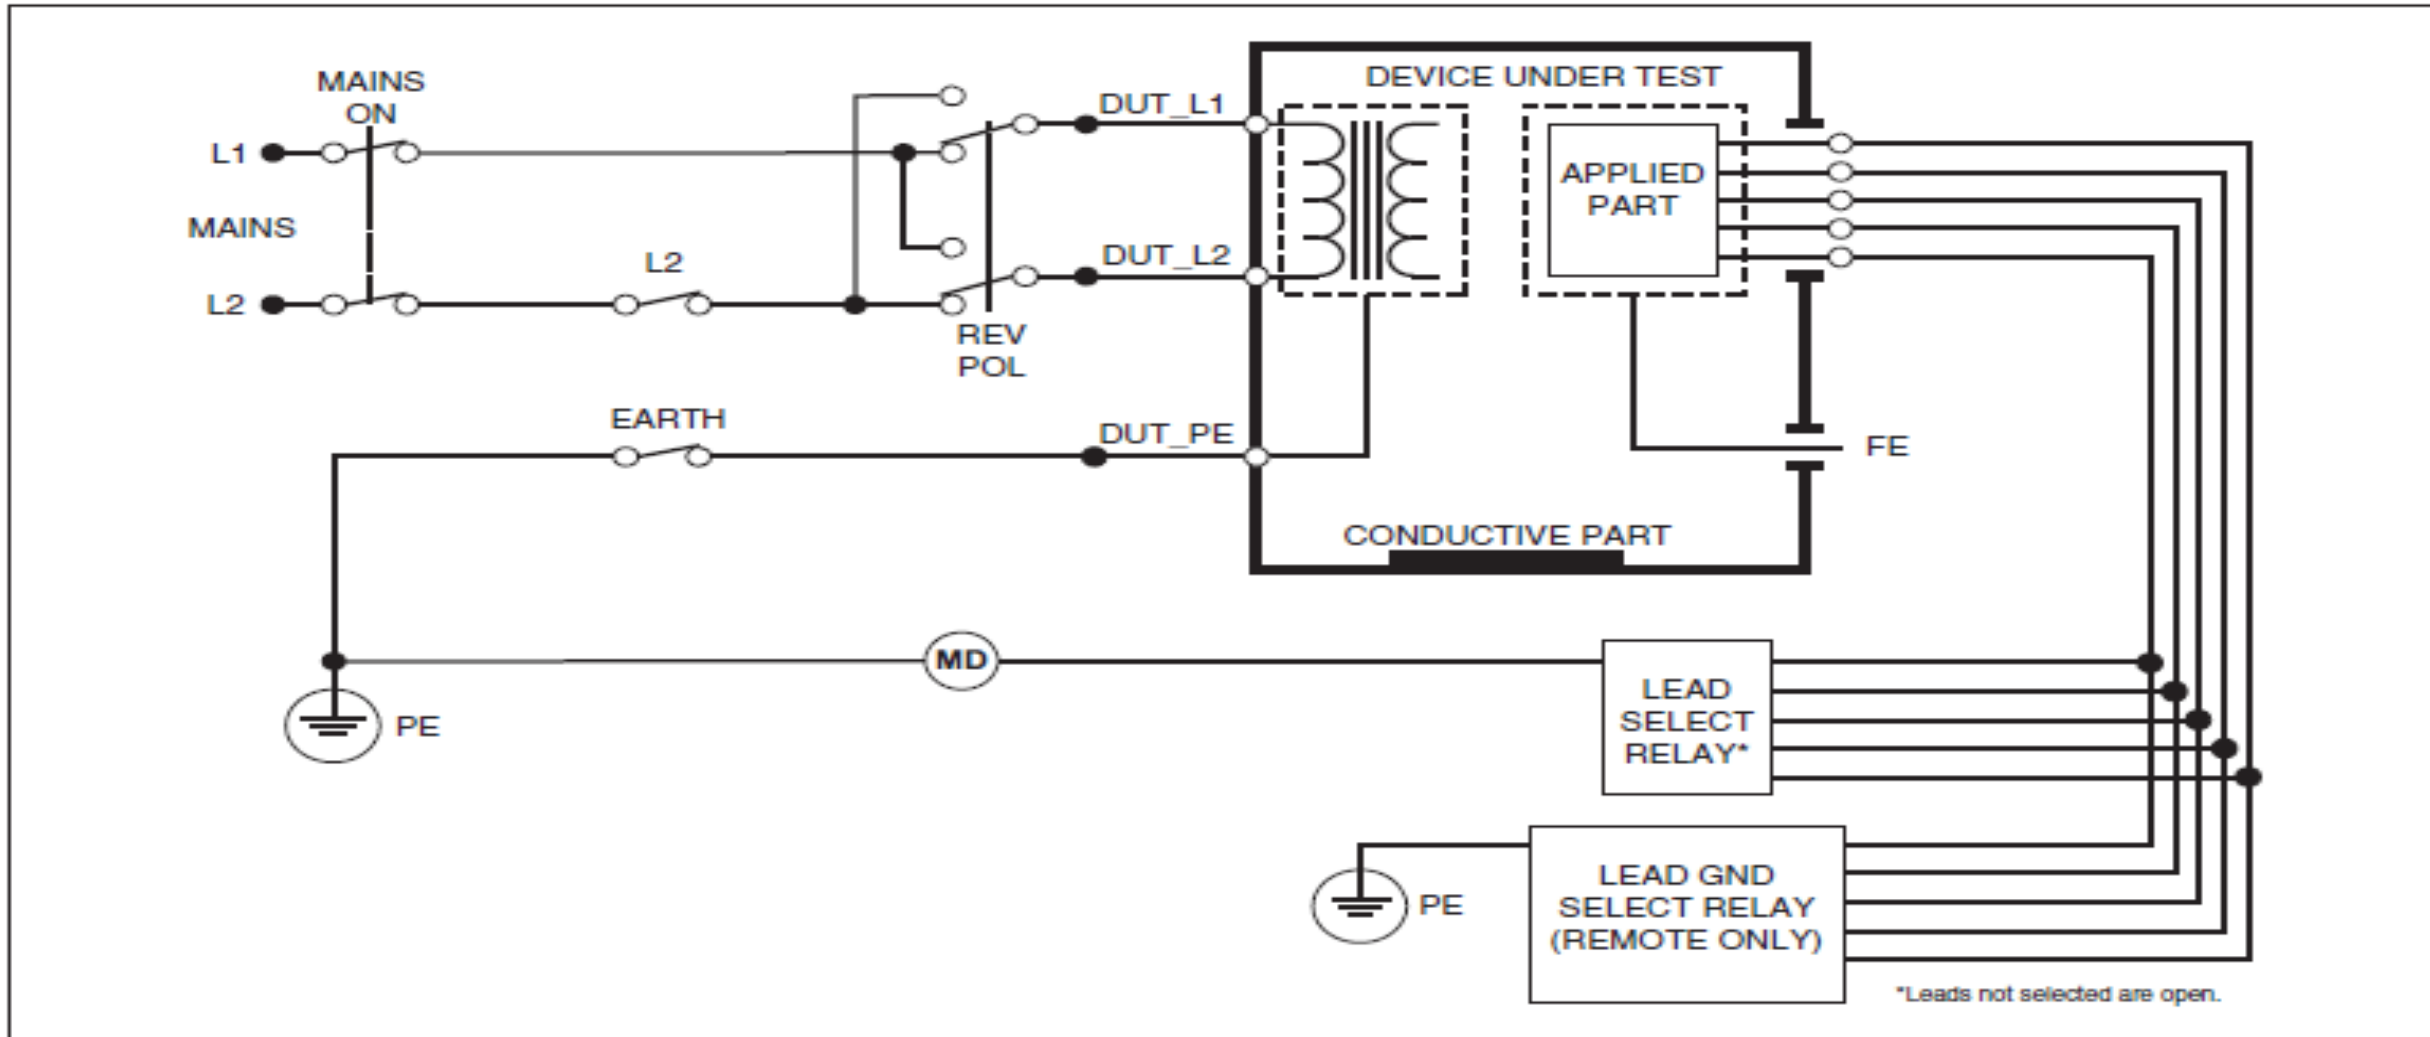 DEVICE UNDER TEST
MAINS
ON
DUT_L1
L1
APPLIED
PART
MAINS
L2
DUT_L2
L2
REV
POL
EARTH
DUT_PE
FE
CONDUCTIVE PART
MD
LEAD
SELECT
RELAY*
PE
LEAD GND
SELECT RELAY
(REMOTE ONLY)
PE
*Leads not selected are open.